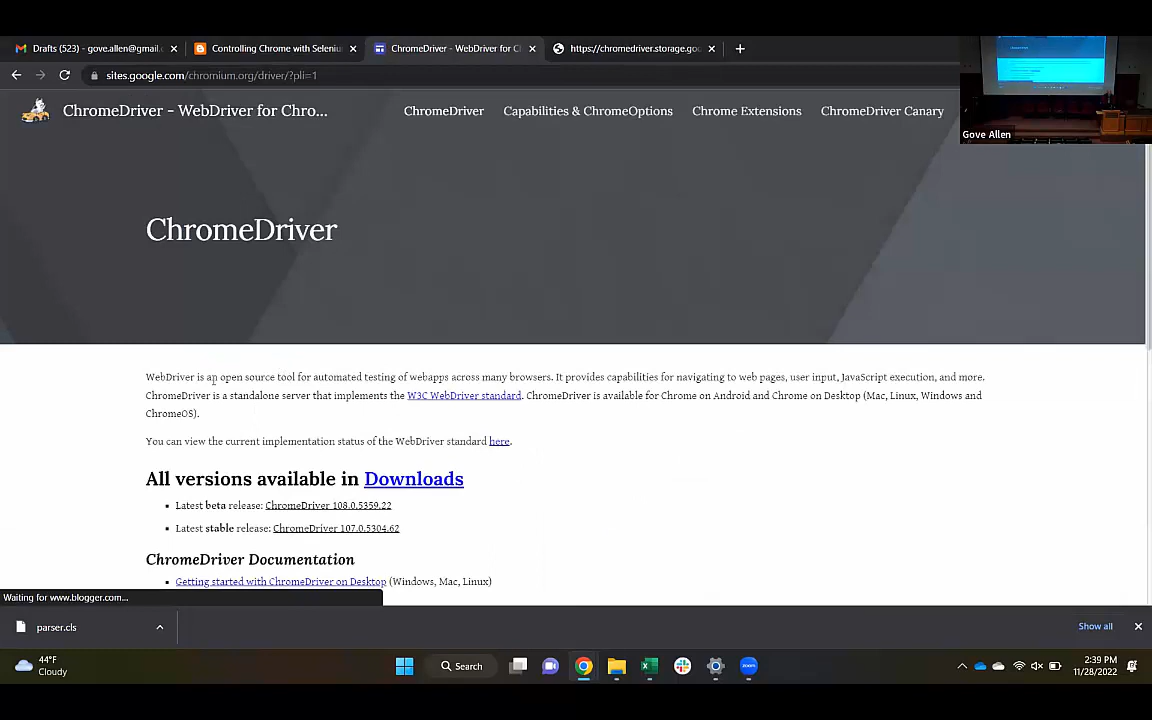 Drafts (523) - gove.allen@gmail.
Controlling Chrome with Seleniu
ChromeDriver - WebDriver for C
https://chromedriver.storage.goo
sites.google.com/chromium.org/driver/?pli=1
ChromeDriver - WebDriver for Chro...
ChromeDriver
Capabilities & ChromeOptions
Chrome Extensions
ChromeDriver Canary
Gove Allen
ChromeDriver
WebDriver is an open source tool for automated testing of webapps across many browsers. It provides capabilities for navigating to web pages, user input, JavaScript execution, and more.
ChromeDriver is a standalone server that implements the W3C WebDriver standard. ChromeDriver is available for Chrome on Android and Chrome on Desktop (Mac, Linux, Windows and
ChromeOS).
You can view the current implementation status of the WebDriver standard here.
All versions available in Downloads
Latest beta release: ChromeDriver 108.0.5359.22
Latest stable release: ChromeDriver 107.0.5304.62
ChromeDriver Documentation
Getting started with ChromeDriver on Desktop (Windows, Mac, Linux)
Waiting for www.blogger.com...
parser.cls
Show all
44°F
Cloudy
Search
2:39 PM
11/28/2022